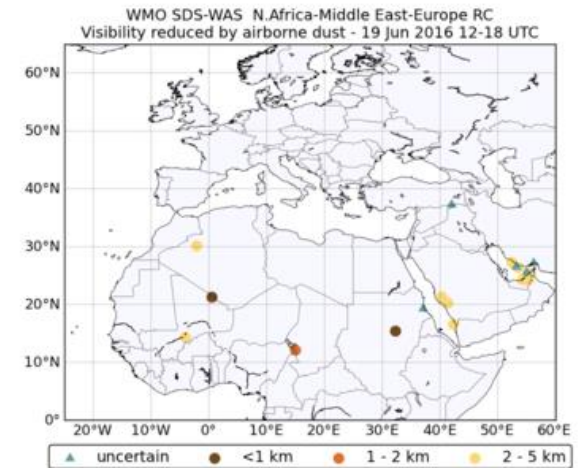 WMO SDS-WAS N.Africa-Middle East-Europe RC
Visibility reduced by airborne dust - 19 Jun 2016 12-18 UTC
60°N
50°N
40°N
30°N
20°N
10°N
0°
20°W 10°W 0° 10°E 20°E 30°E 40°E 50°E 60°E
uncertain <1 km 1 - 2 km 2 - 5 km